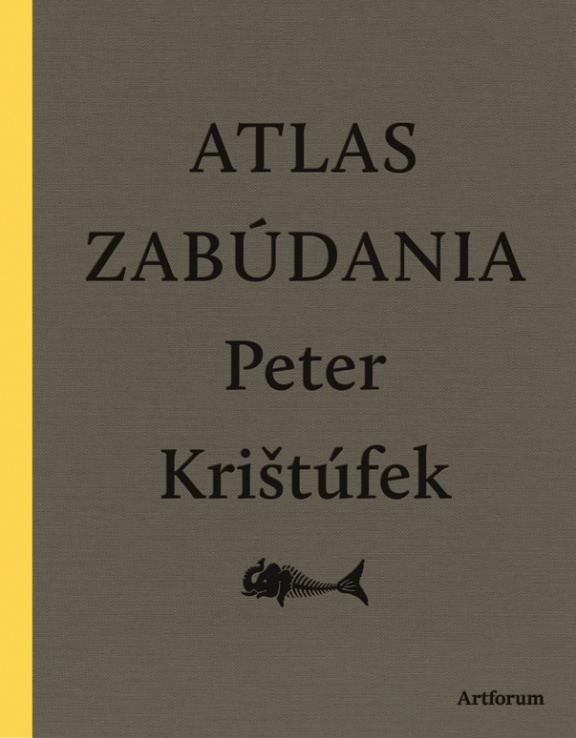 ATLAS
ZABÚDANIA
Peter
Krištúfek
Artforum